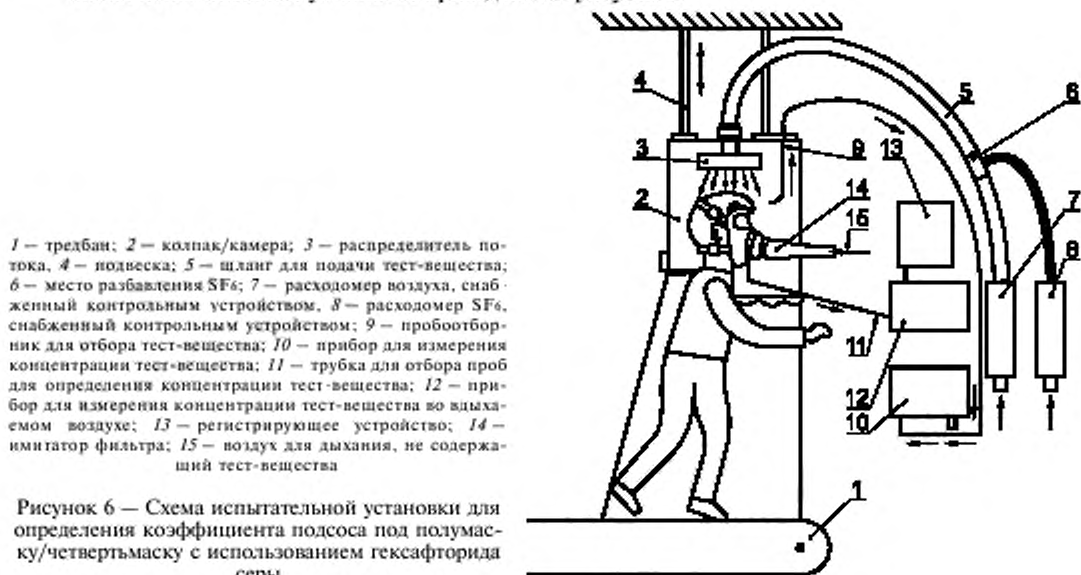 1 — тредбан; 2 — колпак/камера; 3 — распределитель по-
тока, 4 — подвеска; 5 — шланг для подачи тест-вещества;
6 — место разбавления SF6; 7 — расходомер воздуха, снаб-
женный контрольным устройством, 8 — расходомер SF6,
снабженный контрольным устройством; 9 — пробоотбор-
ник для отбора тест-вещества; 10 — прибор для измерения
концентрации тест-вещества; 11 — трубка для отбора проб
для определения концентрации тест-вещества; 12 — при-
бор для измерения концентрации тест-вещества во вдыха-
емом воздухе; 13 — регистрирующее устройство; 14 —
имитатор фильтра; 15 — воздух для дыхания, не содержа-
щий тест-вещества
Рисунок 6 — Схема испытательной установки для
определения коэффициента подсоса под полумас-
ку/четвертьмаску с использованием гексафторида
серы
4
5
6
3
9
13
14
2
15
7
8
11
12
10
1